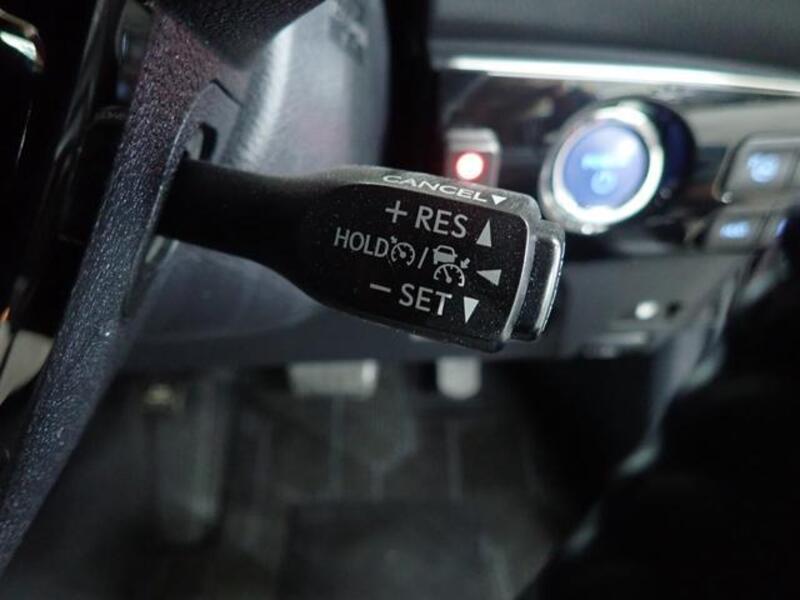 CANCEL▼
+ RES ▲
HOLD / ◀
− SET ▼